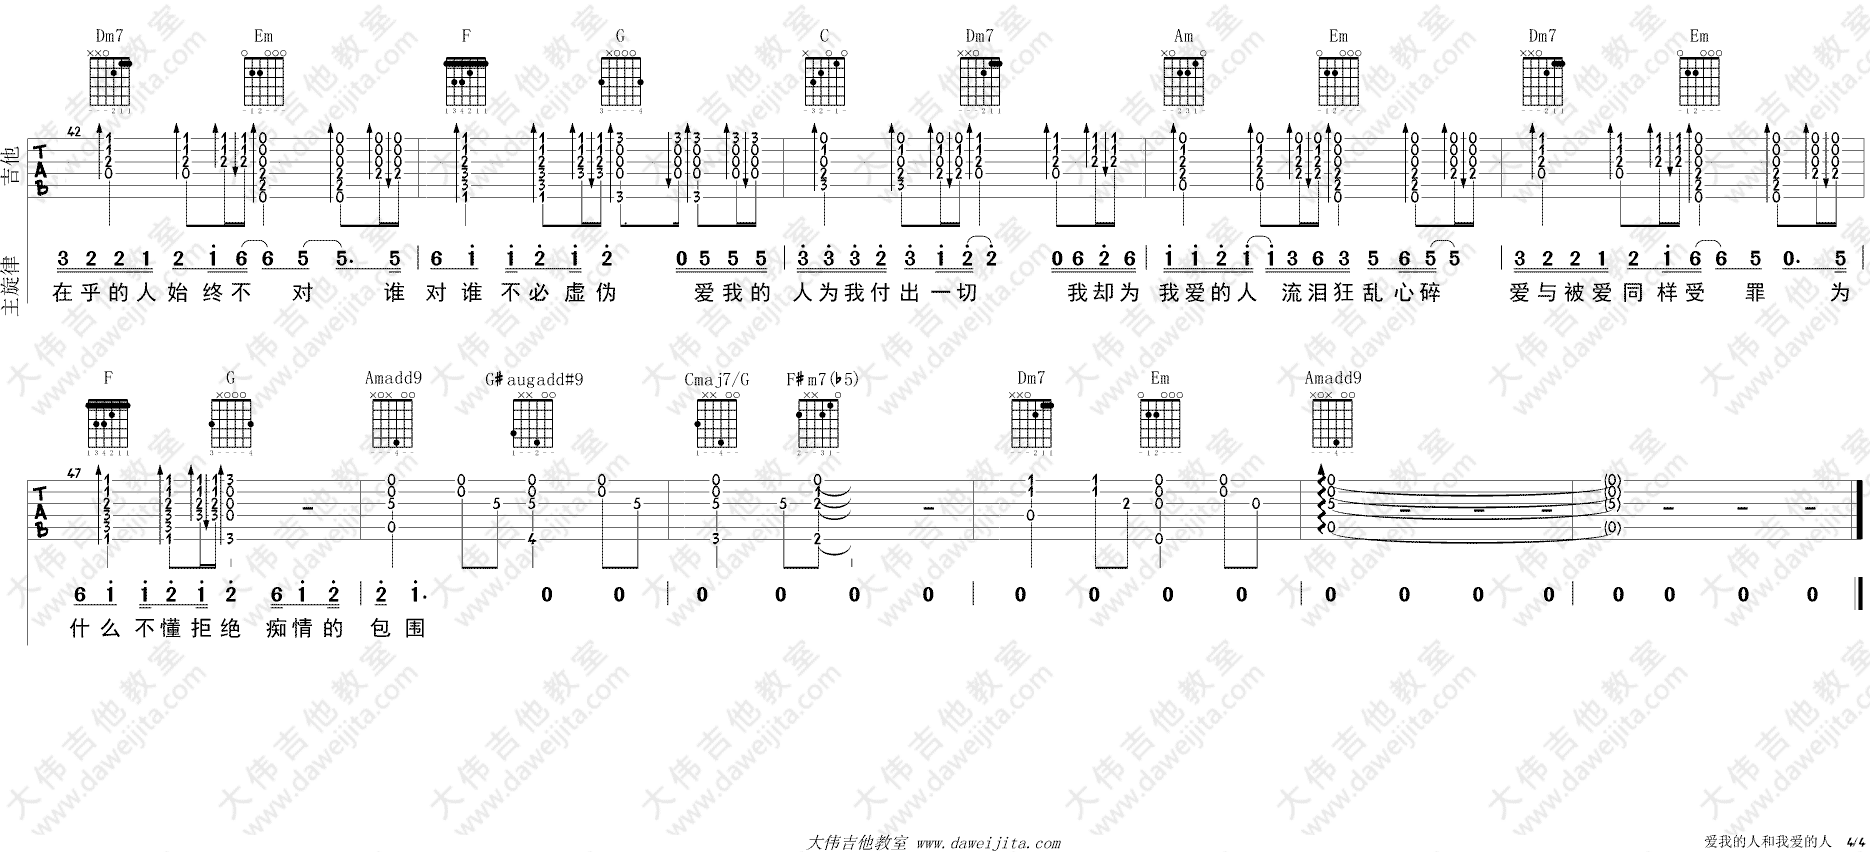 Dm7 Em F G C Dm7 Am Em Dm7 Em
42
吉他
TAB
3 2 2 1 2 1 6 6 5 5. 5 6 1 1 2 1 2 0 5 5 5 3 3 3 2 3 1 2 2 0 6 2 6 1 1 2 1 1 3 6 3 5 6 5 5 3 2 2 1 2 1 6 6 5 0. 5
主旋律
在乎的人始终不 对 谁 对谁 不必虚伪 爱我的 人为我付出一切 我却为 我爱的人 流泪狂乱心碎 爱与被爱同样受 罪 为
F G Amadd9 G#augadd#9 Cmaj7/G F#m7(♭5) Dm7 Em Amadd9
47
TAB
6 1 1 2 1 2 6 1 2 2 1. 0 0 0 0 0 0 0 0 0 0 0 0 0 0 0 0 0 0
什么 不懂拒绝 痴情的 包围
大伟吉他教室 www.daweijita.com
爱我的人和我爱的人 4/4